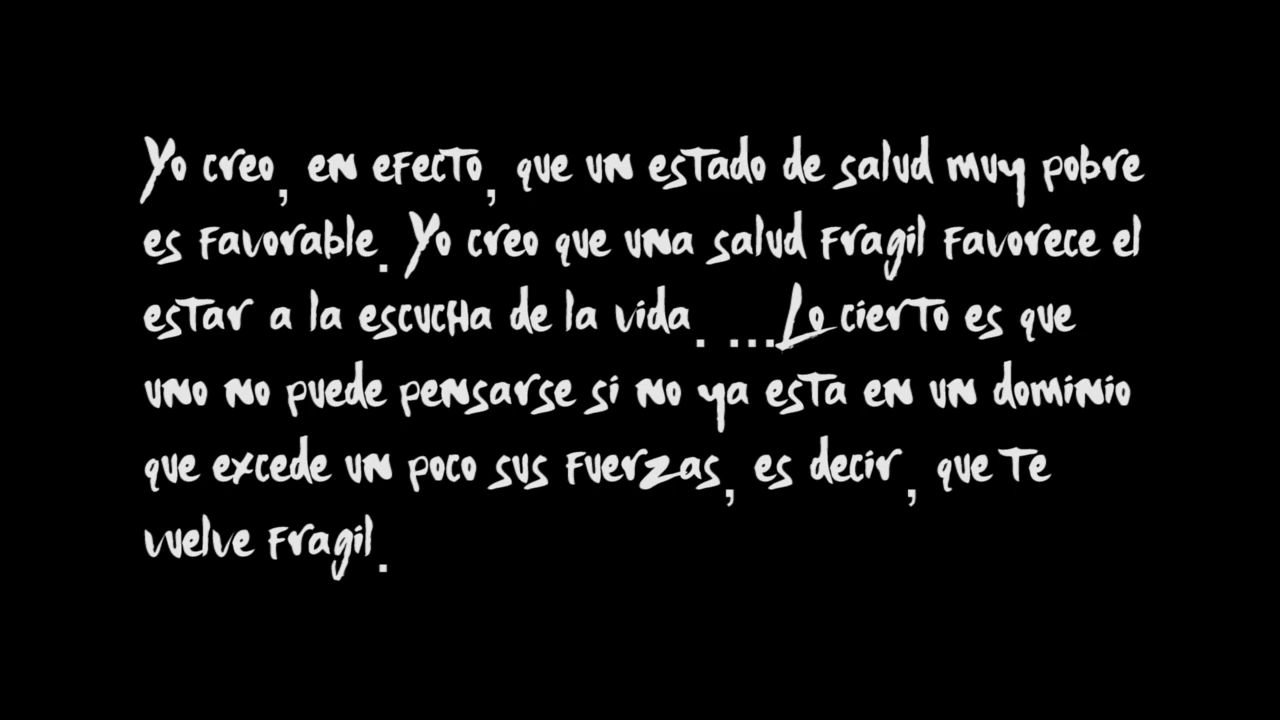 Yo creo, en efecto, que un estado de salud muy pobre
es favorable. Yo creo que una salud fragil favorece el
estar a la escucha de la vida. ...Lo cierto es que
uno no puede pensarse si no ya esta en un dominio
que excede un poco sus fuerzas, es decir, que te
vuelve fragil.